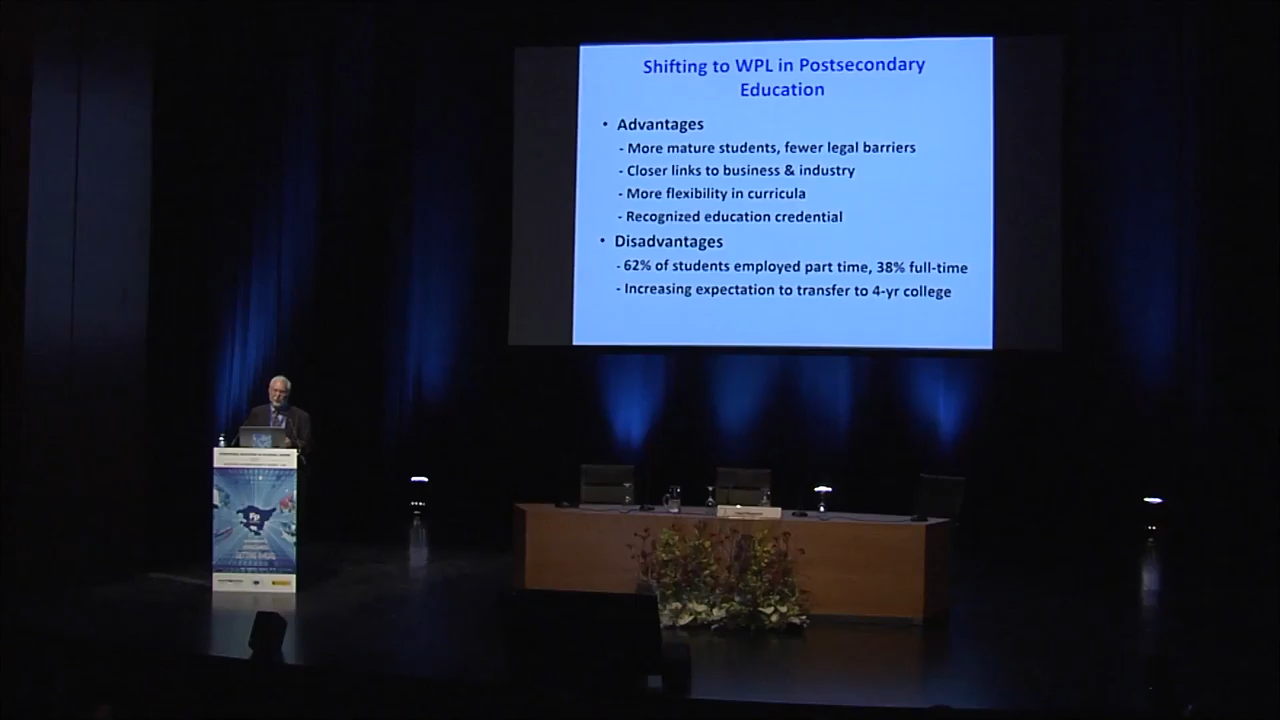 Shifting to WPL in Postsecondary
Education
• Advantages
- More mature students, fewer legal barriers
- Closer links to business & industry
- More flexibility in curricula
- Recognized education credential
• Disadvantages
- 62% of students employed part time, 38% full-time
- Increasing expectation to transfer to 4-yr college